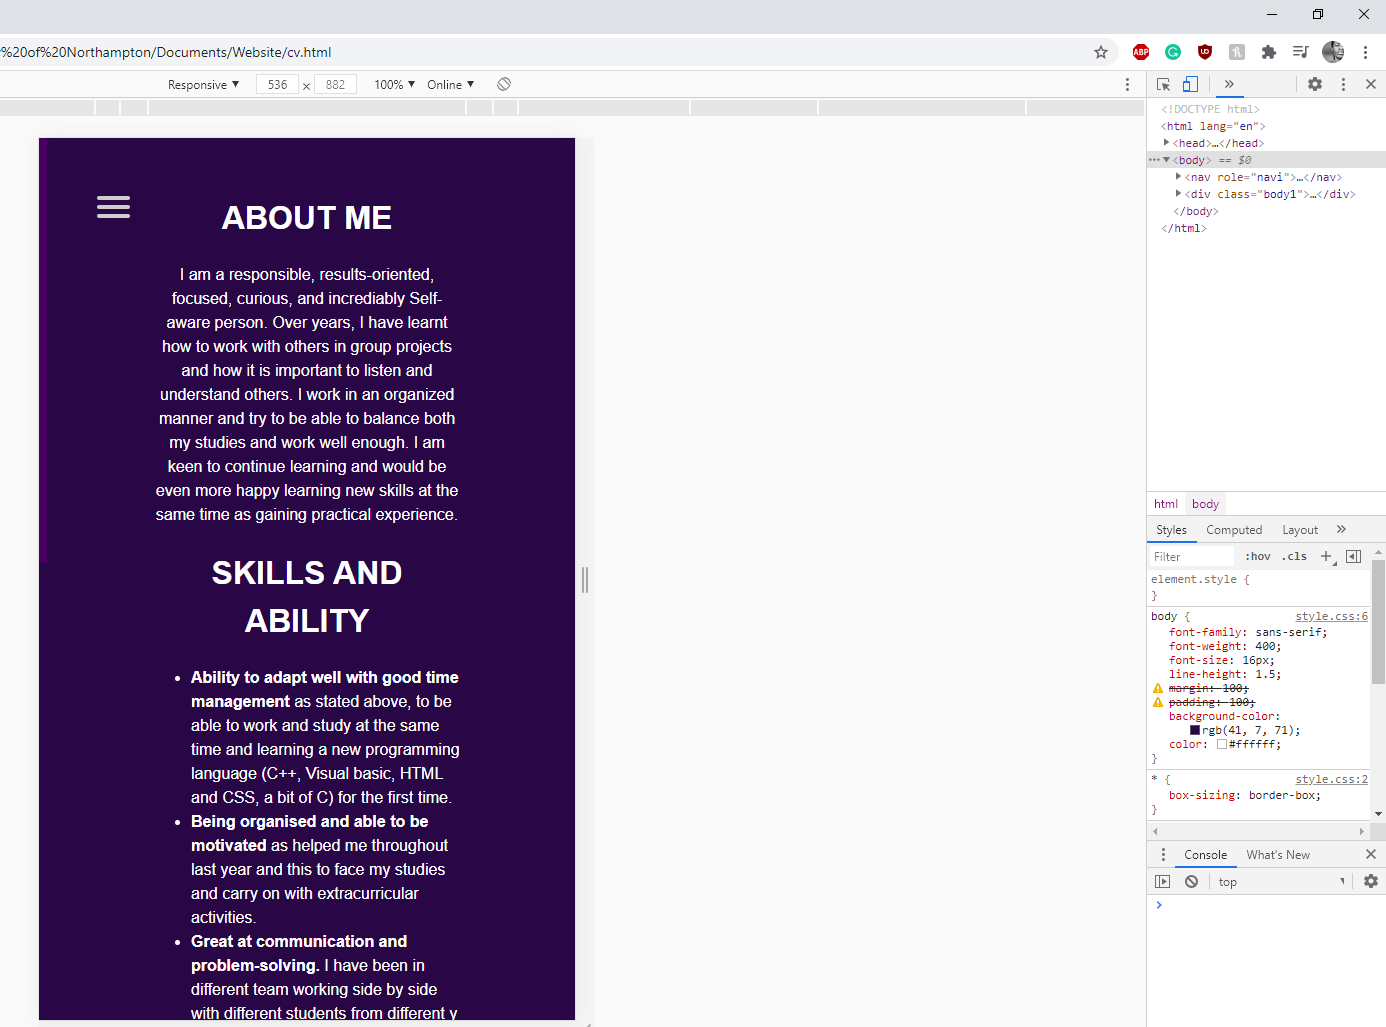 %20of%20Northampton/Documents/Website/cv.html
ABP
Responsive ▼ 536 × 882 100% ▼ Online ▼
ABOUT ME
I am a responsible, results-oriented,
focused, curious, and increadiably Self-
aware person. Over years, I have learnt
how to work with others in group projects
and how it is important to listen and
understand others. I work in an organized
manner and try to be able to balance both
my studies and work well enough. I am
keen to continue learning and would be
even more happy learning new skills at the
same time as gaining practical experience.
SKILLS AND
ABILITY
• Ability to adapt well with good time
management as stated above, to be
able to work and study at the same
time and learning a new programming
language (C++, Visual basic, HTML
and CSS, a bit of C) for the first time.
• Being organised and able to be
motivated as helped me throughout
last year and this to face my studies
and carry on with extracurricular
activities.
• Great at communication and
problem-solving. I have been in
different team working side by side
with different students from different y
<!DOCTYPE html>
<html lang="en">
<head>…</head>
<body> == $0
<nav role="navi">…</nav>
<div class="body1">…</div>
</body>
</html>
html body
Styles Computed Layout »
Filter :hov .cls +
element.style {
}
body { style.css:6
font-family: sans-serif;
font-weight: 400;
font-size: 16px;
line-height: 1.5;
margin: 100;
padding: 100;
background-color:
rgb(41, 7, 71);
color: #ffffff;
}
* { style.css:2
box-sizing: border-box;
}
Console What's New
top